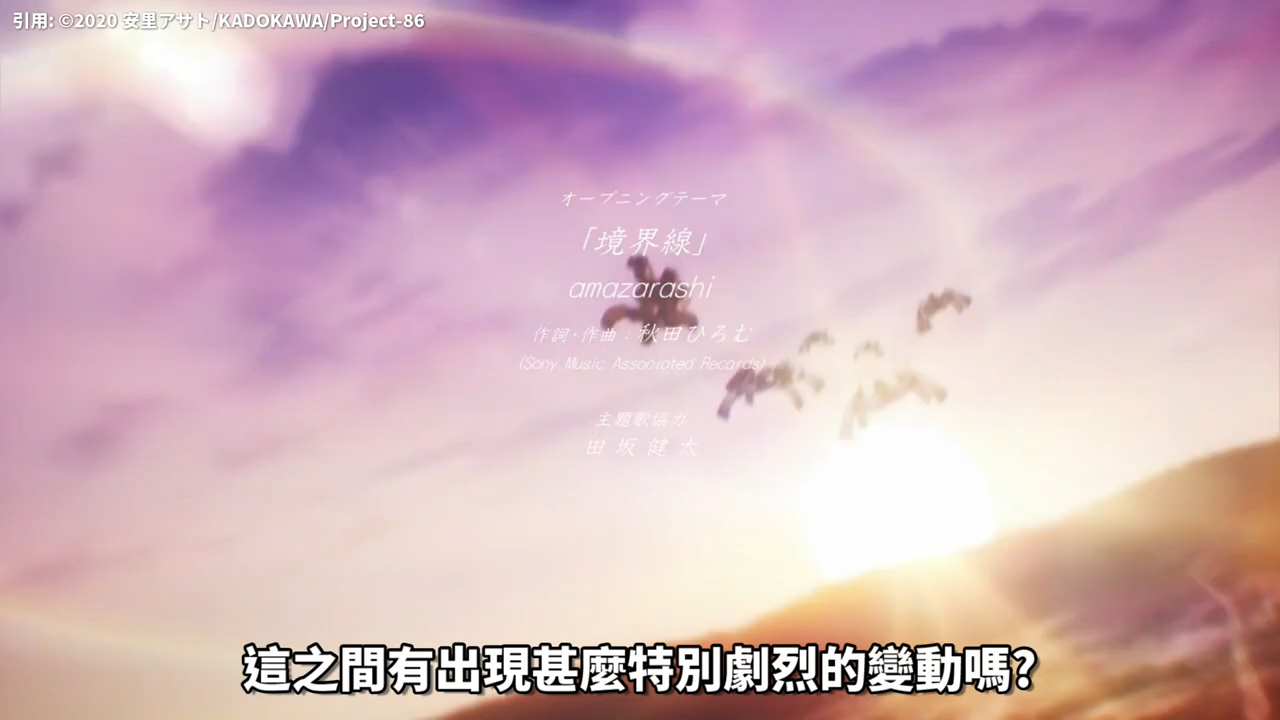 引用: ©2020 安里アサト/KADOKAWA/Project-86
オープニングテーマ
「境界線」
amazarashi
作詞・作曲：秋田ひろむ
(Sony Music Associated Records)
主題歌協力
田坂健太
這之間有出現甚麼特別劇烈的變動嗎?